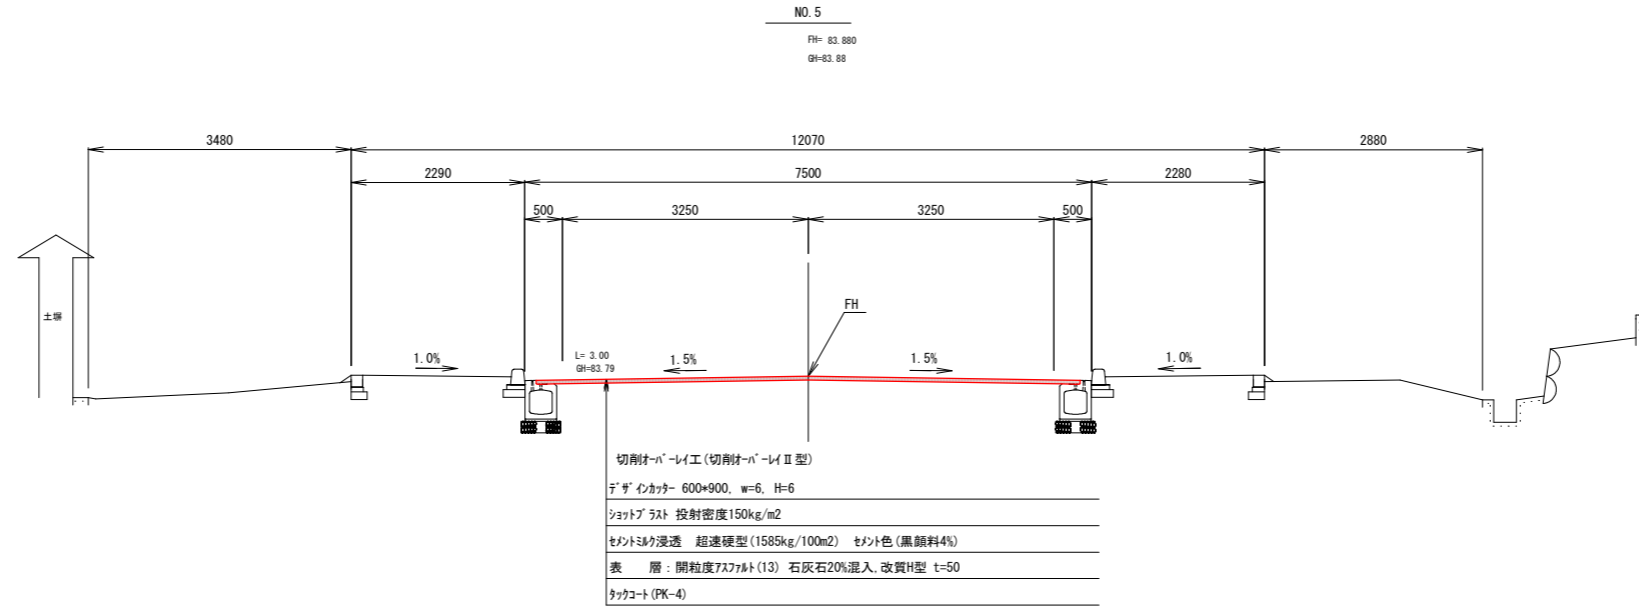 NO.5
FH= 83.880
GH=83.88
3480
12070
2880
2290
7500
2280
500
3250
3250
500
土塀
FH
1.0%
L= 3.00
GH=83.79
1.5%
1.5%
1.0%
切削ｵｰﾊﾞｰﾚｲ工(切削ｵｰﾊﾞｰﾚｲⅡ型)
ﾃﾞｻﾞｲﾝｶｯﾀｰ 600*900, w=6, H=6
ｼｮｯﾄﾌﾞﾗｽﾄ 投射密度150kg/m2
ｾﾒﾝﾄﾐﾙｸ浸透　超速硬型(1585kg/100m2)　ｾﾒﾝﾄ色(黒顔料4%)
表　　層：開粒度ｱｽﾌｧﾙﾄ(13) 石灰石20%混入,改質H型 t=50
ﾀｯｸｺｰﾄ(PK-4)